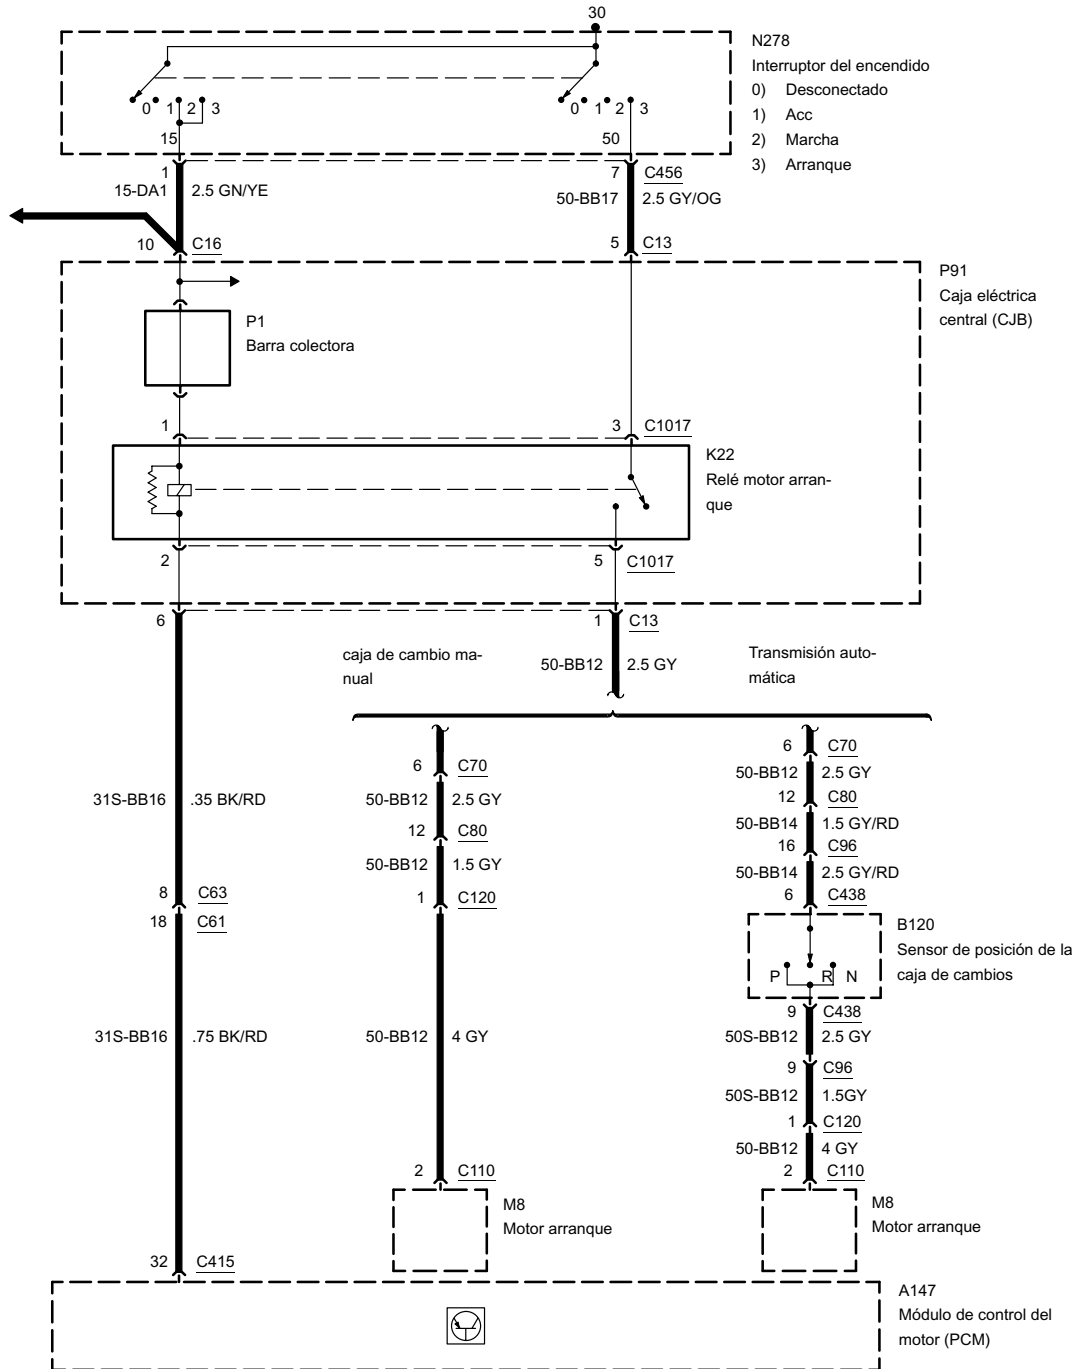 30
N278
Interruptor del encendido
0) Desconectado
1) Acc
2) Marcha
3) Arranque
0 1 2 3
0 1 2 3
15
50
1
7 C456
15-DA1 2.5 GN/YE
50-BB17 2.5 GY/OG
10 C16
5 C13
P91
Caja eléctrica
central (CJB)
P1
Barra colectora
1
3 C1017
K22
Relé motor arran-
que
2
5 C1017
6
1 C13
caja de cambio ma-
nual
50-BB12 2.5 GY
Transmisión auto-
mática
6 C70
6 C70
31S-BB16 .35 BK/RD
50-BB12 2.5 GY
50-BB12 2.5 GY
12 C80
12 C80
50-BB14 1.5 GY/RD
16 C96
50-BB12 1.5 GY
50-BB14 2.5 GY/RD
8 C63
1 C120
6 C438
18 C61
B120
Sensor de posición de la
caja de cambios
P R N
9 C438
31S-BB16 .75 BK/RD
50-BB12 4 GY
50S-BB12 2.5 GY
9 C96
50S-BB12 1.5GY
1 C120
50-BB12 4 GY
2 C110
2 C110
M8
Motor arranque
M8
Motor arranque
32 C415
A147
Módulo de control del
motor (PCM)